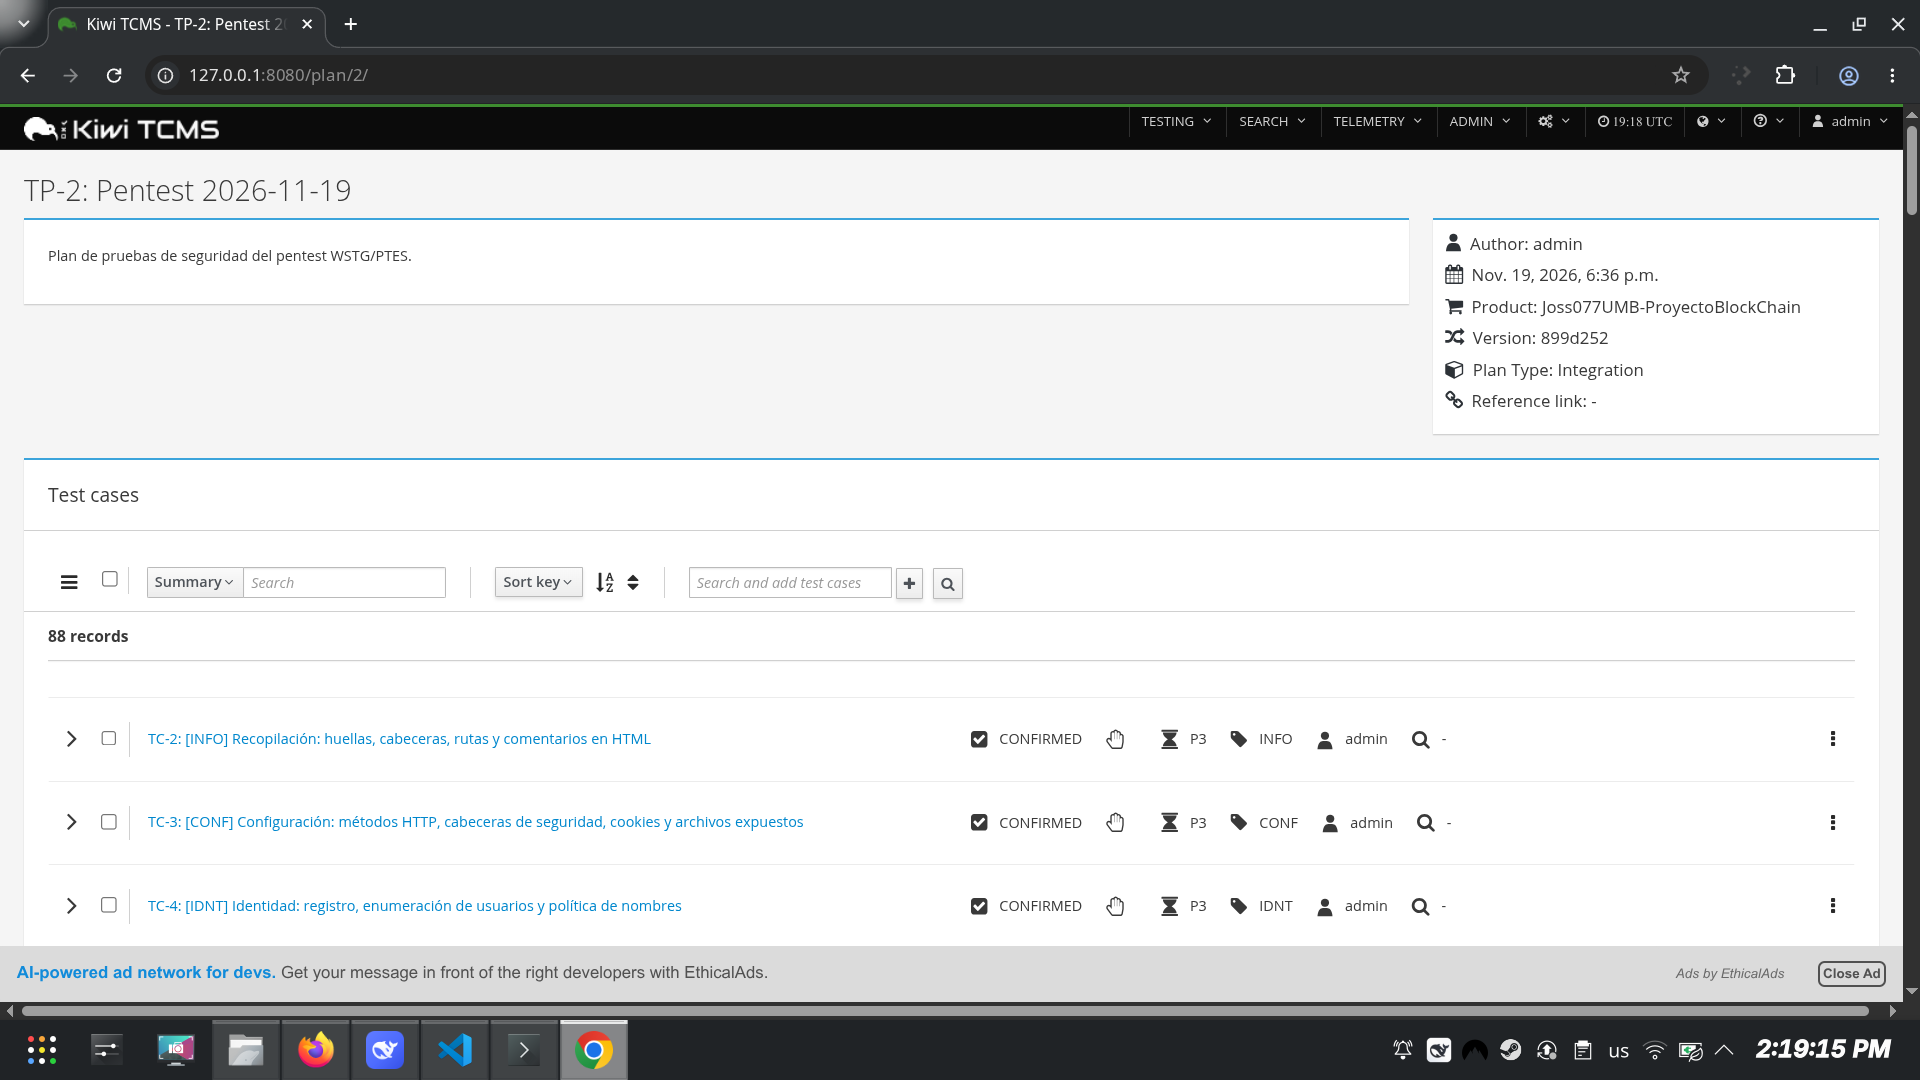 Kiwi TCMS - TP-2: Pentest 2
127.0.0.1:8080/plan/2/
Kiwi TCMS
TESTING
SEARCH
TELEMETRY
ADMIN
19:18 UTC
admin
TP-2: Pentest 2026-11-19
Plan de pruebas de seguridad del pentest WSTG/PTES.
Author: admin
Nov. 19, 2026, 6:36 p.m.
Product: Joss077UMB-ProyectoBlockChain
Version: 899d252
Plan Type: Integration
Reference link: -
Test cases
Summary Search Sort key Search and add test cases
88 records
TC-2: [INFO] Recopilación: huellas, cabeceras, rutas y comentarios en HTML CONFIRMED P3 INFO admin -
TC-3: [CONF] Configuración: métodos HTTP, cabeceras de seguridad, cookies y archivos expuestos CONFIRMED P3 CONF admin -
TC-4: [IDNT] Identidad: registro, enumeración de usuarios y política de nombres CONFIRMED P3 IDNT admin -
AI-powered ad network for devs. Get your message in front of the right developers with EthicalAds. Ads by EthicalAds Close Ad
us 2:19:15 PM